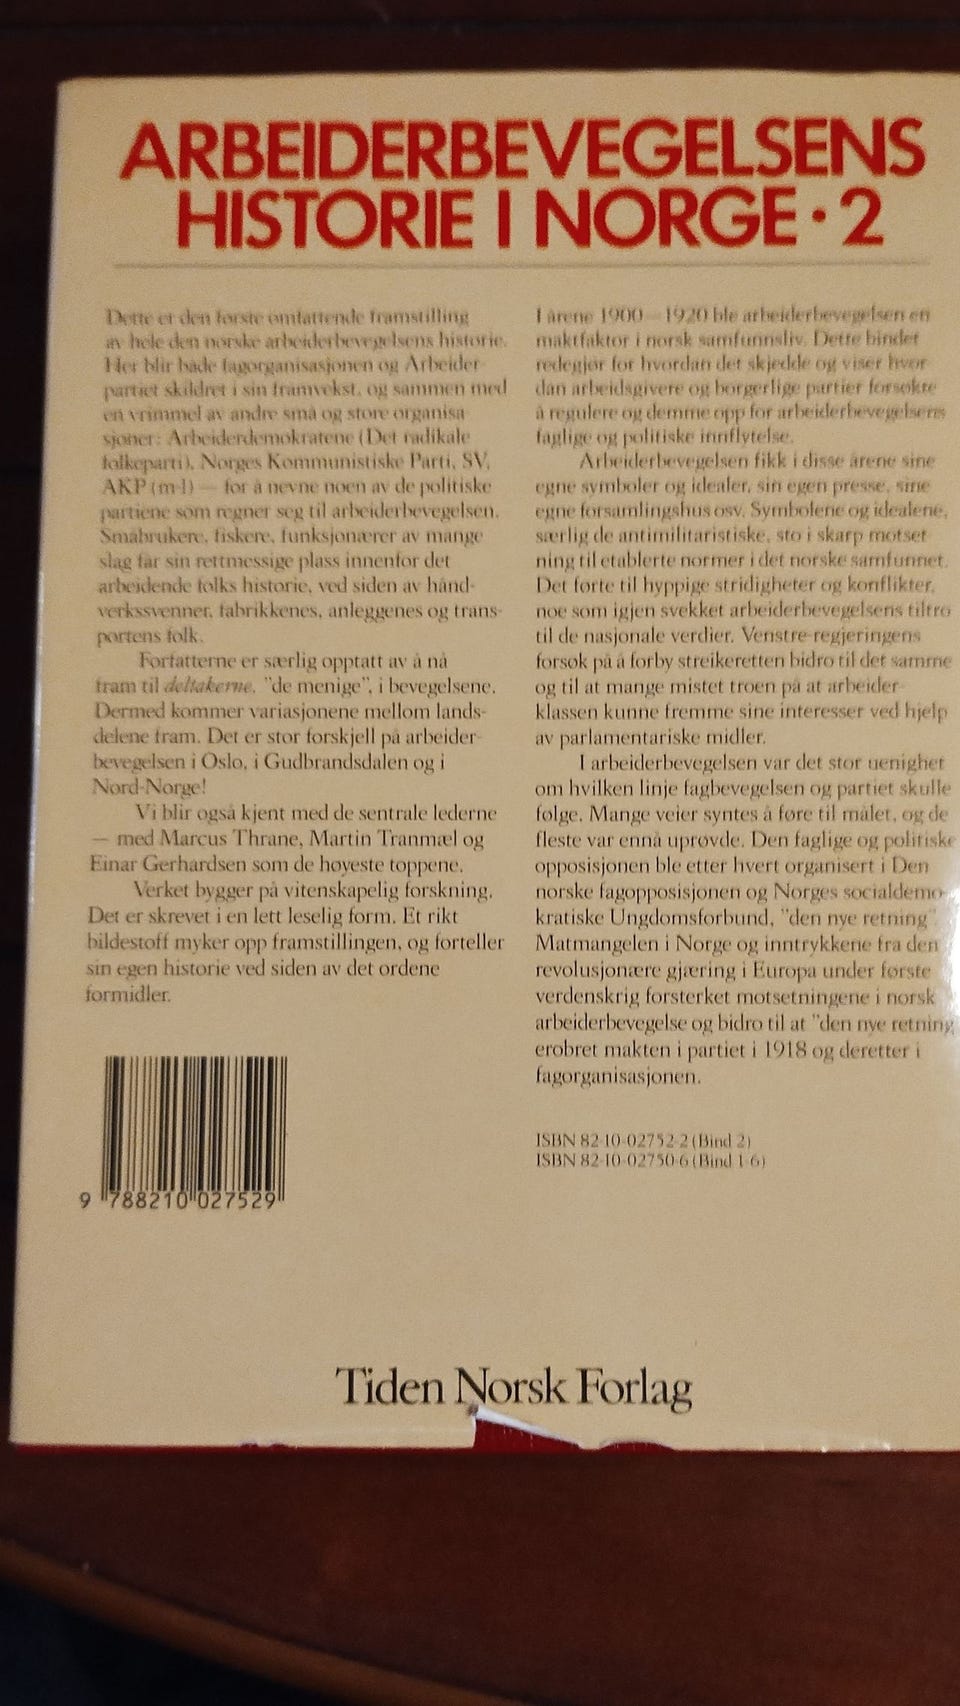 ARBEIDERBEVEGELSENS
HISTORIE I NORGE · 2
Dette er den første omfattende framstilling
av hele den norske arbeiderbevegelsens historie.
Her blir både fagorganisasjonen og Arbeider-
partiet skildret i sin framvekst, og sammen med
en vrimmel av andre små og store organisa
sjoner: Arbeiderdemokratene (Det radikale
folkeparti), Norges Kommunistiske Parti, SV,
AKP (m-l) — for å nevne noen av de politiske
partiene som regner seg til arbeiderbevegelsen.
Småbrukere, fiskere, funksjonærer av mange
slag får sin rettmessige plass innenfor det
arbeidende folks historie, ved siden av hånd-
verkssvenner, fabrikkenes, anleggenes og trans-
portens folk.
Forfatterne er særlig opptatt av å nå
fram til deltakerne, "de menige", i bevegelsene.
Dermed kommer variasjonene mellom lands-
delene fram. Det er stor forskjell på arbeider-
bevegelsen i Oslo, i Gudbrandsdalen og i
Nord-Norge!
Vi blir også kjent med de sentrale lederne
— med Marcus Thrane, Martin Tranmæl og
Einar Gerhardsen som de høyeste toppene.
Verket bygger på vitenskapelig forskning.
Det er skrevet i en lett leselig form. Et rikt
bildestoff myker opp framstillingen, og forteller
sin egen historie ved siden av det ordene
formidler.
I årene 1900 — 1920 ble arbeiderbevegelsen en
maktfaktor i norsk samfunnsliv. Dette bindet
redegjør for hvordan det skjedde og viser hvor-
dan arbeidsgivere og borgerlige partier forsøkte
å regulere og demme opp for arbeiderbevegelsens
faglige og politiske innflytelse.
Arbeiderbevegelsen fikk i disse årene sine
egne symboler og idealer, sin egen presse, sine
egne forsamlingshus osv. Symbolene og idealene,
særlig de antimilitaristiske, sto i skarp motset
ning til etablerte normer i det norske samfunnet.
Det førte til hyppige stridigheter og konflikter,
noe som igjen svekket arbeiderbevegelsens tiltro
til de nasjonale verdier. Venstre-regjeringens
forsøk på å forby streikeretten bidro til det samme
og til at mange mistet troen på at arbeider-
klassen kunne fremme sine interesser ved hjelp
av parlamentariske midler.
I arbeiderbevegelsen var det stor uenighet
om hvilken linje fagbevegelsen og partiet skulle
følge. Mange veier syntes å føre til målet, og de
fleste var ennå uprøvde. Den faglige og politiske
opposisjonen ble etter hvert organisert i Den
norske fagopposisjonen og Norges socialdemo
kratiske Ungdomsforbund, "den nye retning".
Matmangelen i Norge og inntrykkene fra den
revolusjonære gjæring i Europa under første
verdenskrig forsterket motsetningene i norsk
arbeiderbevegelse og bidro til at "den nye retning
erobret makten i partiet i 1918 og deretter i
fagorganisasjonen.
ISBN 82-10-02752-2 (Bind 2)
ISBN 82-10-02750-6 (Bind 1-6)
9 788210 027529
Tiden Norsk Forlag